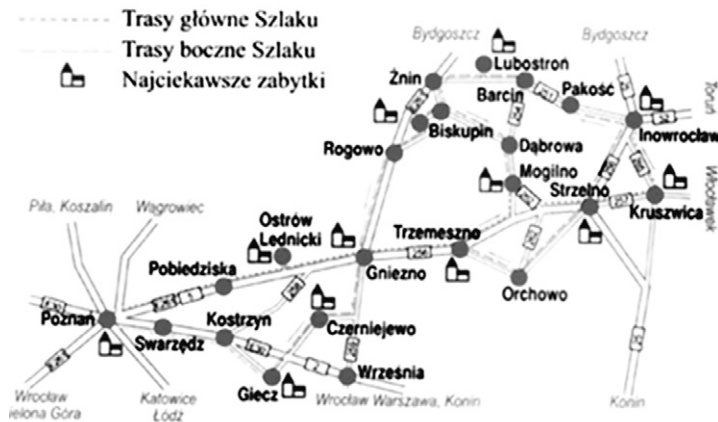 Trasy główne Szlaku
Trasy boczne Szlaku
Najciekawsze zabytki
Bydgoszcz
Bydgoszcz
Lubostroń
Żnin
Barcin
Pakość
Toruń
Inowrocław
Biskupin
Rogowo
Dąbrowa
Mogilno
Strzelno
Włocławek
Kruszwica
Piła, Koszalin
Wągrowiec
Ostrów
Lednicki
Trzemeszno
Gniezno
Pobiedziska
Orchowo
Poznań
Kostrzyn
Czerniejewo
Swarzędz
Giecz
Września
Wrocław
ielona Góra
Katowice
Łódź
Wrocław Warszawa, Konin
Konin